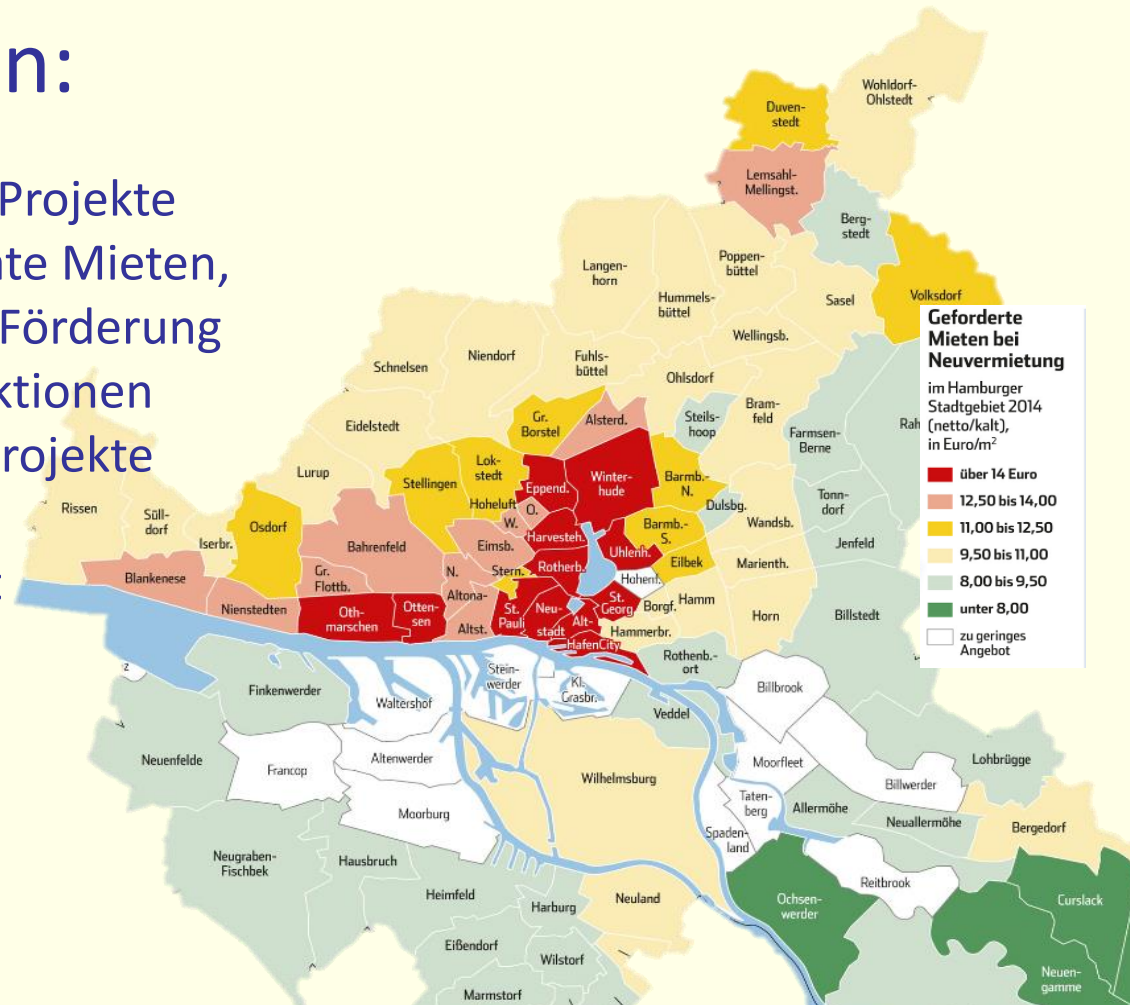 n:
Projekte
te Mieten,
Förderung
ktionen
rojekte
Geforderte
Mieten bei
Neuvermietung
im Hamburger
Stadtgebiet 2014
(netto/kalt),
in Euro/m²
über 14 Euro
12,50 bis 14,00
11,00 bis 12,50
9,50 bis 11,00
8,00 bis 9,50
unter 8,00
zu geringes
Angebot
Wohldorf-
Ohlstedt
Duven-
stedt
Lemsahl-
Mellingst.
Berg-
stedt
Volksdorf
Poppen-
büttel
Langen-
horn
Hummels-
büttel
Sasel
Wellingsb.
Schnelsen
Niendorf
Fuhls-
büttel
Ohlsdorf
Bram-
feld
Steils-
hoop
Farmsen-
Berne
Rah
Gr.
Borstel
Alsterd.
Eidelstedt
Lurup
Stellingen
Lok-
stedt
Hoheluft
O.
W.
Eppend.
Winter-
hude
Barmb.-
N.
Dulsbg.
Tonn-
dorf
Wandsb.
Rissen
Süll-
dorf
Iserbr.
Osdorf
Bahrenfeld
Eimsb.
Harvesteh.
Barmb.-
S.
Uhlenh.
Jenfeld
Blankenese
Gr.
Flottb.
N.
Stern.
Rotherb.
Hohenf.
Eilbek
Marienth.
Nienstedten
Oth-
marschen
Otten-
sen
Altona-
Altst.
St.
Pauli
Neu-
stadt
Alt-
St.
Georg
Borgf.
Hamm
Horn
Billstedt
HafenCity
Hammerbr.
Rothenb.-
ort
z
Finkenwerder
Waltershof
Stein-
werder
Kl.
Grasbr.
Veddel
Billbrook
Neuenfelde
Francop
Altenwerder
Moorburg
Wilhelmsburg
Moorfleet
Billwerder
Lohbrügge
Taten-
berg
Spaden-
land
Allermöhe
Neuallermöhe
Bergedorf
Neugraben-
Fischbek
Hausbruch
Heimfeld
Harburg
Neuland
Ochsen-
werder
Reitbrook
Curslack
Eißendorf
Wilstorf
Marmstorf
Neuen-
gamme